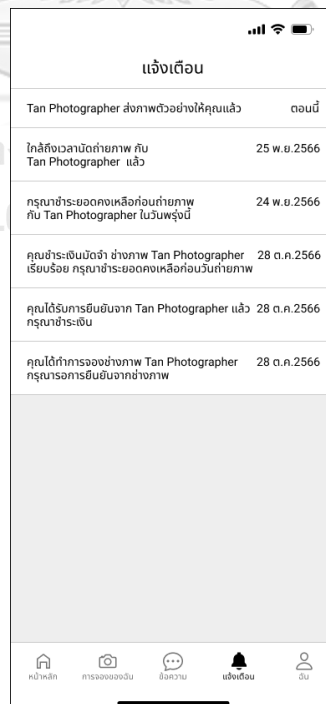 แจ้งเตือน
Tan Photographer ส่งภาพตัวอย่างให้คุณแล้ว ตอนนี้
ใกล้ถึงเวลานัดถ่ายภาพ กับ 25 พ.ย.2566
Tan Photographer แล้ว
กรุณาชำระยอดคงเหลือก่อนถ่ายภาพ 24 พ.ย.2566
กับ Tan Photographer ในวันพรุ่งนี้
คุณชำระเงินมัดจำ ช่างภาพ Tan Photographer 28 ต.ค.2566
เรียบร้อย กรุณาชำระยอดคงเหลือก่อนวันถ่ายภาพ
คุณได้รับการยืนยันจาก Tan Photographer แล้ว 28 ต.ค.2566
กรุณาชำระเงิน
คุณได้ทำการจองช่างภาพ Tan Photographer 28 ต.ค.2566
กรุณารอการยืนยันจากช่างภาพ
หน้าหลัก การจองของฉัน ข้อความ แจ้งเตือน ฉัน